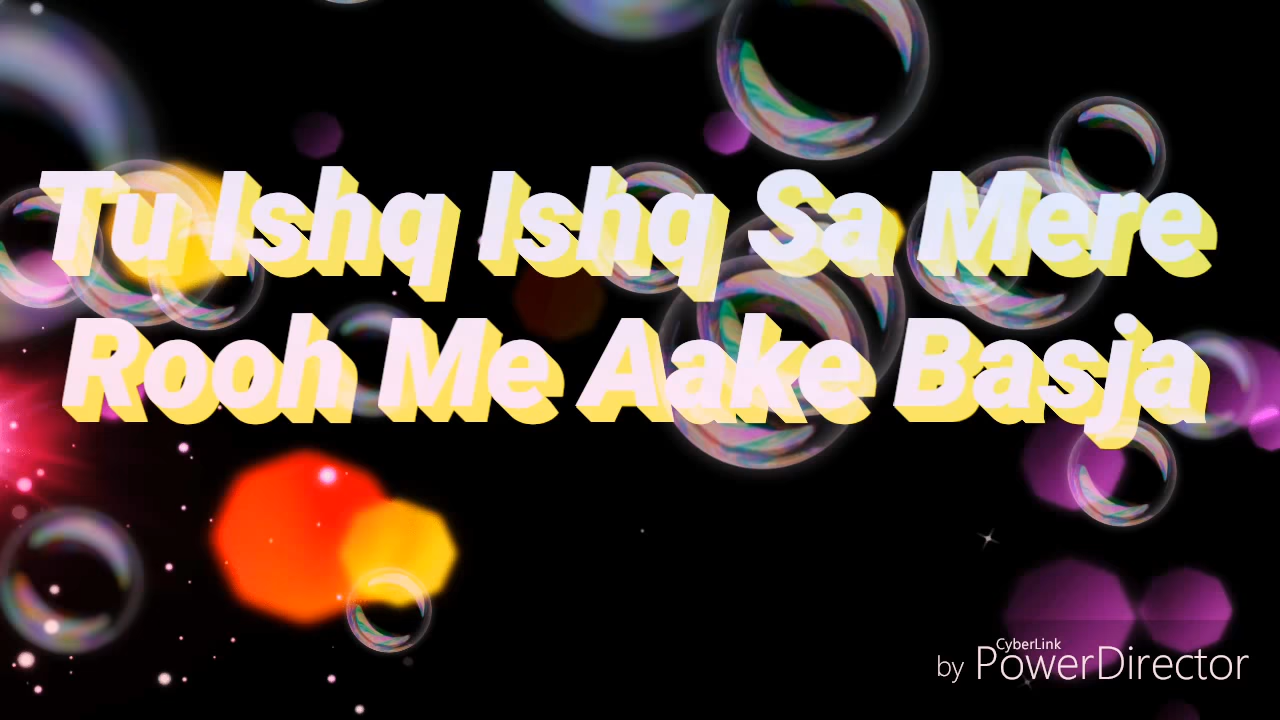 Tu Ishq Ishq Sa Mere
Rooh Me Aake Basja
CyberLink
by PowerDirector